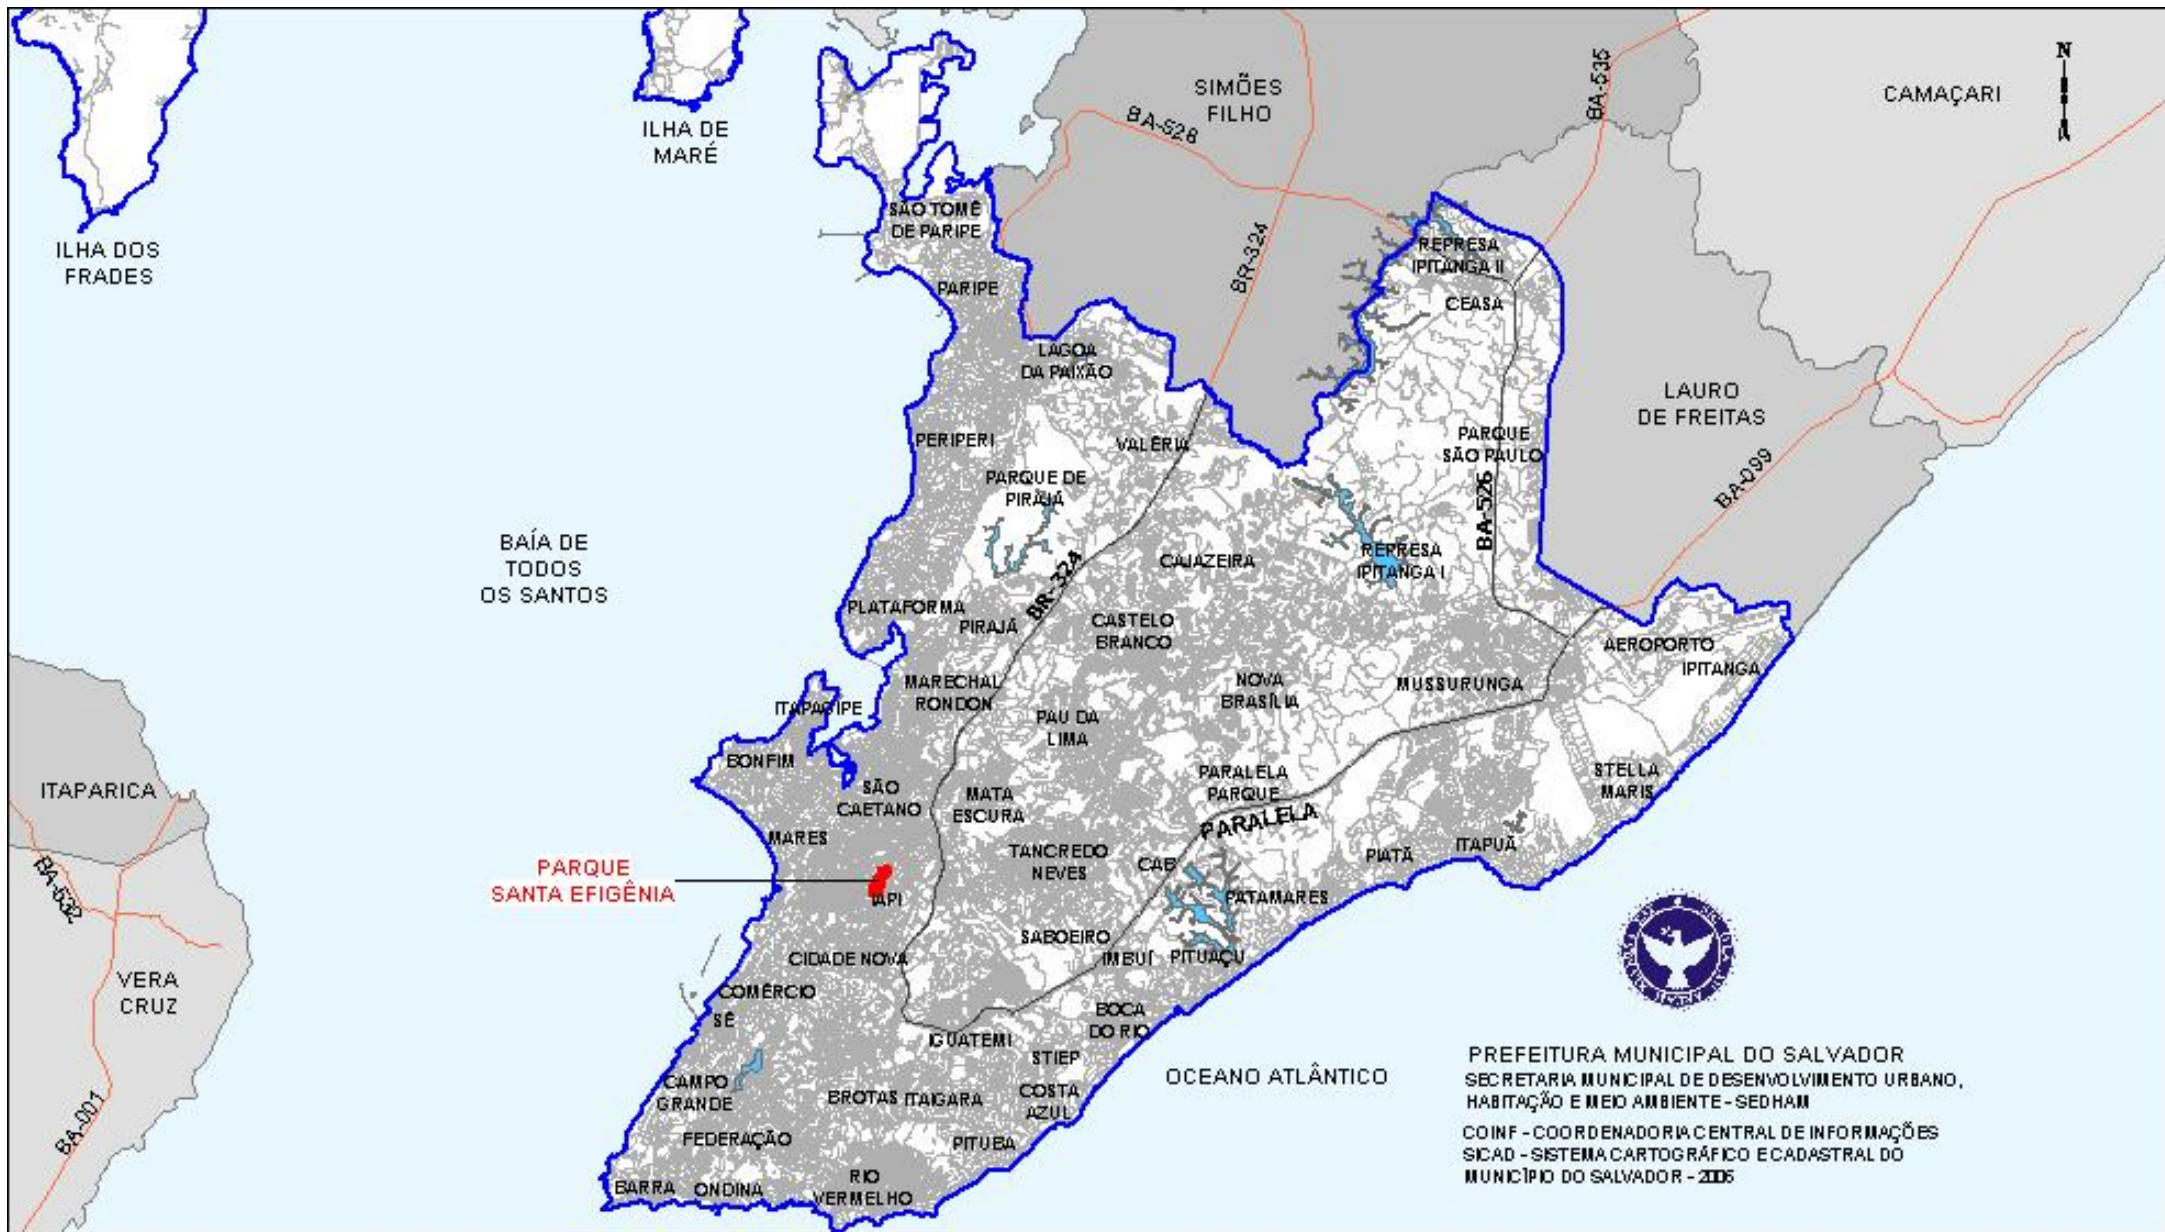 N
SIMÕES
FILHO
CAMAÇARI
BA-535
BA-528
ILHA DE
MARÉ
ILHA DOS
FRADES
SÃO TOMÉ
DE PARIPE
BR-324
REPRESA
IPITANGA II
PARIPE
CEASA
LAGOA
DA PAIXÃO
LAURO
DE FREITAS
PERIPERI
VALÉRIA
PARQUE
SÃO PAULO
PARQUE DE
PIRAJÁ
BA-099
BA-526
BAÍA DE
TODOS
OS SANTOS
CAJAZEIRA
REPRESA
IPITANGA I
BR-324
PLATAFORMA
PIRAJÁ
CASTELO
BRANCO
AEROPORTO
IPITANGA
MARECHAL
RONDON
NOVA
BRASÍLIA
MUSSURUNGA
ITAPAGIPE
PAU DA
LIMA
BONFIM
PARALELA
PARQUE
STELLA
MARIS
ITAPARICA
SÃO
CAETANO
MATA
ESCURA
PARALELA
MARES
TANCREDO
NEVES
CAB
PIATÃ
ITAPUÃ
PARQUE
SANTA EFIGÊNIA
IAPI
PATAMARES
BA-532
SABOEIRO
IMBUÍ
PITUAÇU
CIDADE NOVA
VERA
CRUZ
COMÉRCIO
SÉ
BOCA
DO RIO
IGUATEMI
STIEP
OCEANO ATLÂNTICO
CAMPO
GRANDE
BROTAS
ITAIGARA
COSTA
AZUL
BA-001
FEDERAÇÃO
PITUBA
BARRA
ONDINA
RIO
VERMELHO
PREFEITURA MUNICIPAL DO SALVADOR
SECRETARIA MUNICIPAL DE DESENVOLVIMENTO URBANO,
HABITAÇÃO E MEIO AMBIENTE - SEDHAM
COINF - COORDENADORIA CENTRAL DE INFORMAÇÕES
SICAD - SISTEMA CARTOGRÁFICO E CADASTRAL DO
MUNICÍPIO DO SALVADOR - 2006